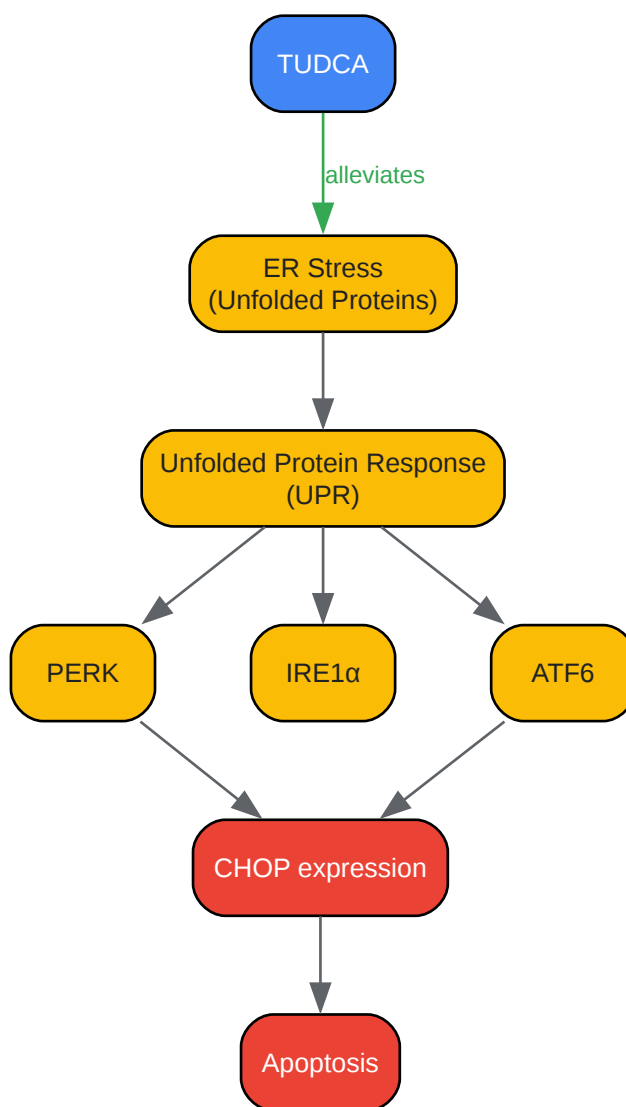 TUDCA
alleviates
ER Stress
(Unfolded Proteins)
Unfolded Protein Response
(UPR)
PERK
IRE1α
ATF6
CHOP expression
Apoptosis